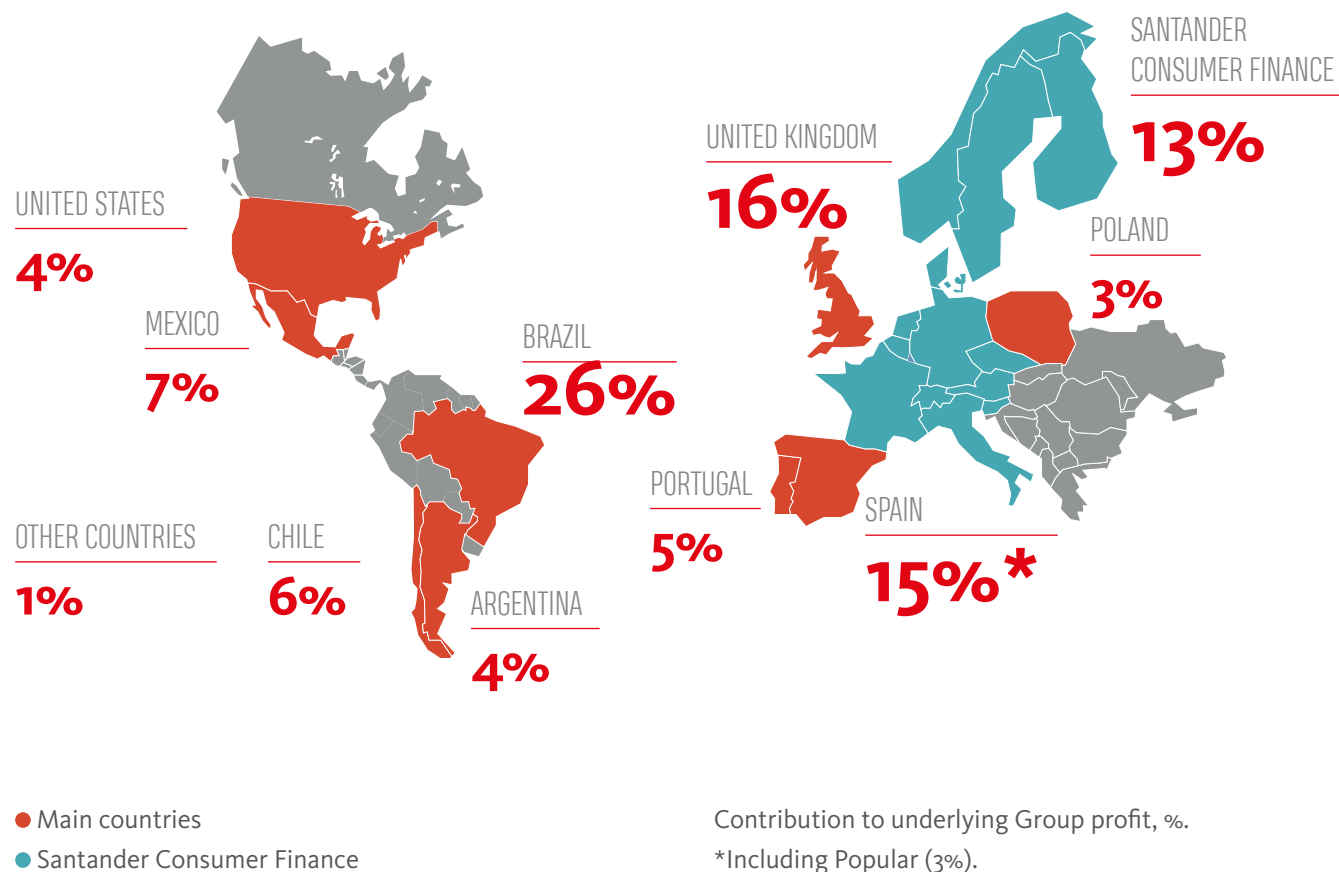 SANTANDER
CONSUMER FINANCE
13%
UNITED KINGDOM
16%
UNITED STATES
4%
POLAND
3%
MEXICO
7%
BRAZIL
26%
PORTUGAL
5%
SPAIN
15%*
OTHER COUNTRIES
1%
CHILE
6%
ARGENTINA
4%
Main countries
Santander Consumer Finance
Contribution to underlying Group profit, %.
*Including Popular (3%).